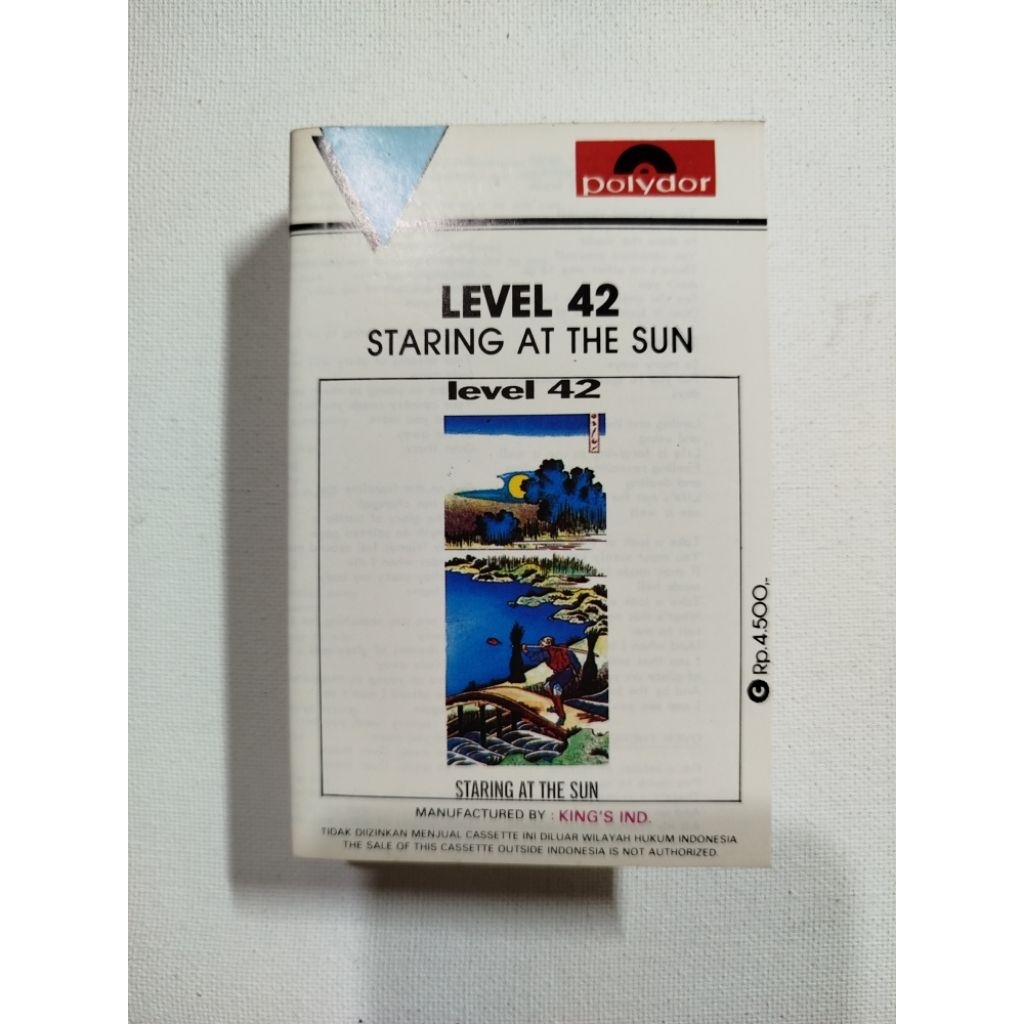 polydor
LEVEL 42
STARING AT THE SUN
level 42
STARING AT THE SUN
Rp.4.500,-
MANUFACTURED BY : KING'S IND.
TIDAK DIIZINKAN MENJUAL CASSETTE INI DILUAR WILAYAH HUKUM INDONESIA
THE SALE OF THIS CASSETTE OUTSIDE INDONESIA IS NOT AUTHORIZED.